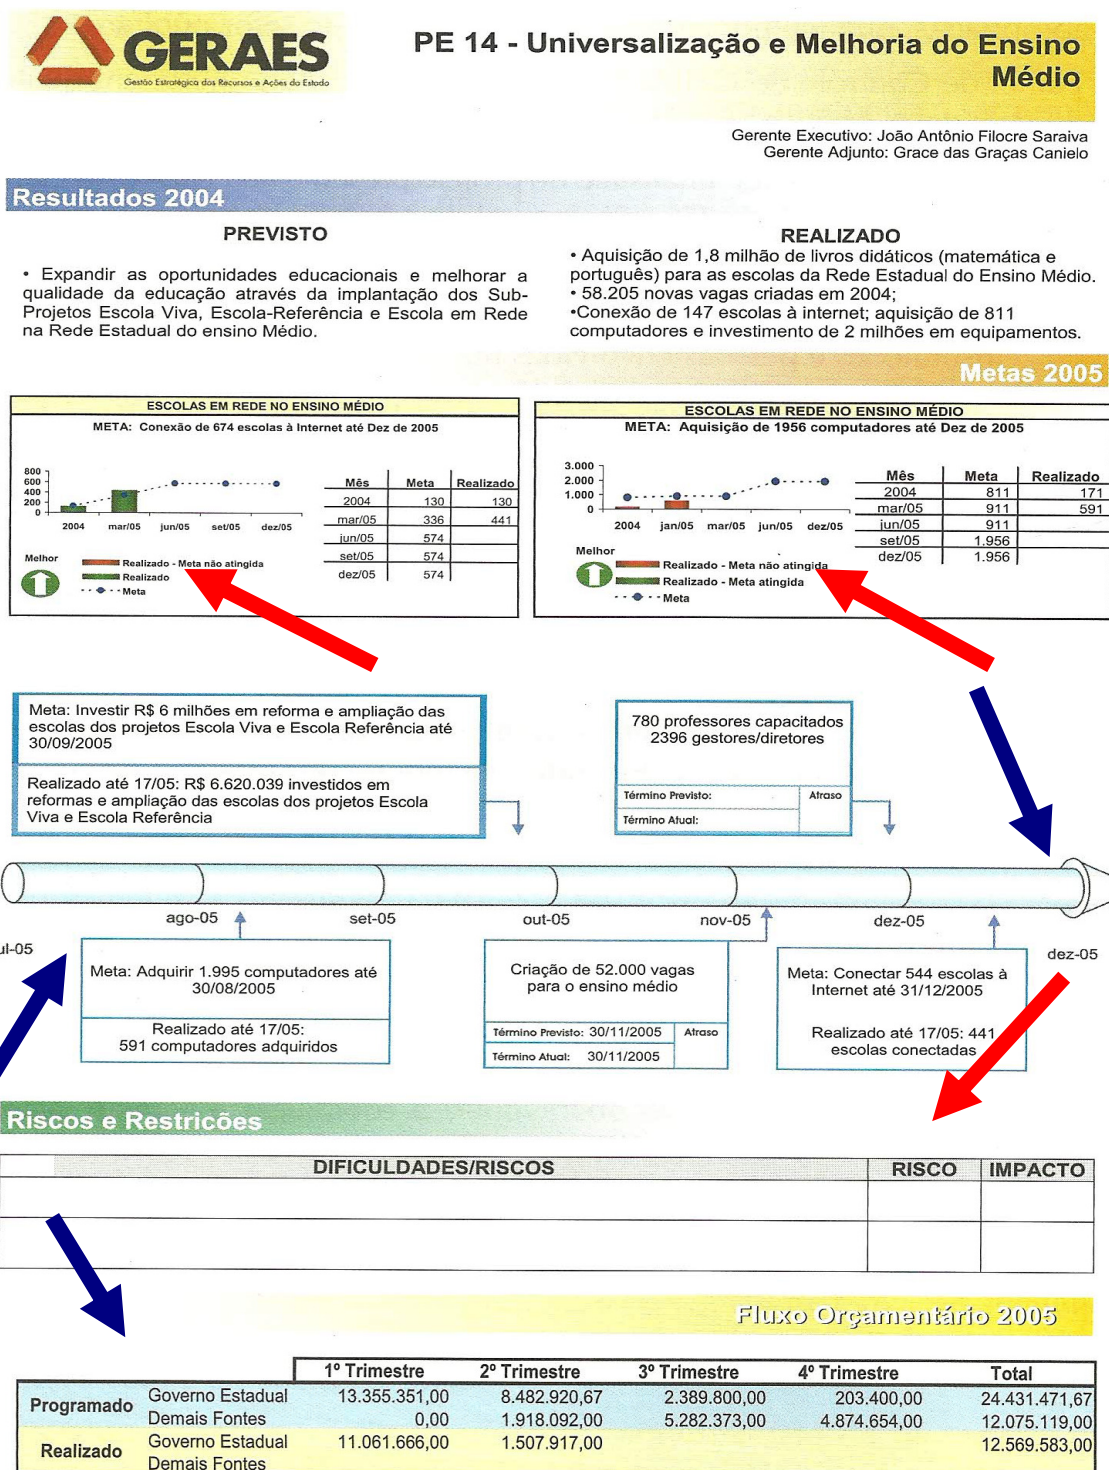 GERAES
Gestão Estratégica dos Recursos e Ações do Estado
PE 14 - Universalização e Melhoria do Ensino
Médio
Gerente Executivo: João Antônio Filocre Saraiva
Gerente Adjunto: Grace das Graças Canielo
Resultados 2004
PREVISTO
• Expandir as oportunidades educacionais e melhorar a
qualidade da educação através da implantação dos Sub-
Projetos Escola Viva, Escola-Referência e Escola em Rede
na Rede Estadual do ensino Médio.
REALIZADO
• Aquisição de 1,8 milhão de livros didáticos (matemática e
português) para as escolas da Rede Estadual do Ensino Médio.
• 58.205 novas vagas criadas em 2004;
•Conexão de 147 escolas à internet; aquisição de 811
computadores e investimento de 2 milhões em equipamentos.
Metas 2005
ESCOLAS EM REDE NO ENSINO MÉDIO
META: Conexão de 674 escolas à Internet até Dez de 2005
800
600
400
200
0
2004 mar/05 jun/05 set/05 dez/05
Mês Meta Realizado
2004 130 130
mar/05 336 441
jun/05 574
set/05 574
dez/05 574
Melhor
Realizado - Meta não atingida
Realizado
Meta
ESCOLAS EM REDE NO ENSINO MÉDIO
META: Aquisição de 1956 computadores até Dez de 2005
3.000
2.000
1.000
0
2004 jan/05 mar/05 jun/05 dez/05
Mês Meta Realizado
2004 811 171
mar/05 911 591
jun/05 911
set/05 1.956
dez/05 1.956
Melhor
Realizado - Meta não atingida
Realizado - Meta atingida
Meta
Meta: Investir R$ 6 milhões em reforma e ampliação das
escolas dos projetos Escola Viva e Escola Referência até
30/09/2005
Realizado até 17/05: R$ 6.620.039 investidos em
reformas e ampliação das escolas dos projetos Escola
Viva e Escola Referência
780 professores capacitados
2396 gestores/diretores
Término Previsto: Atraso
Término Atual:
ago-05 set-05 out-05 nov-05 dez-05
ul-05
dez-05
Meta: Adquirir 1.995 computadores até
30/08/2005
Realizado até 17/05:
591 computadores adquiridos
Criação de 52.000 vagas
para o ensino médio
Término Previsto: 30/11/2005 Atraso
Término Atual: 30/11/2005
Meta: Conectar 544 escolas à
Internet até 31/12/2005
Realizado até 17/05: 441
escolas conectadas
Riscos e Restrições
DIFICULDADES/RISCOS RISCO IMPACTO
Fluxo Orçamentário 2005
1º Trimestre 2º Trimestre 3º Trimestre 4º Trimestre Total
Programado Governo Estadual 13.355.351,00 8.482.920,67 2.389.800,00 203.400,00 24.431.471,67
Demais Fontes 0,00 1.918.092,00 5.282.373,00 4.874.654,00 12.075.119,00
Realizado Governo Estadual 11.061.666,00 1.507.917,00 12.569.583,00
Demais Fontes